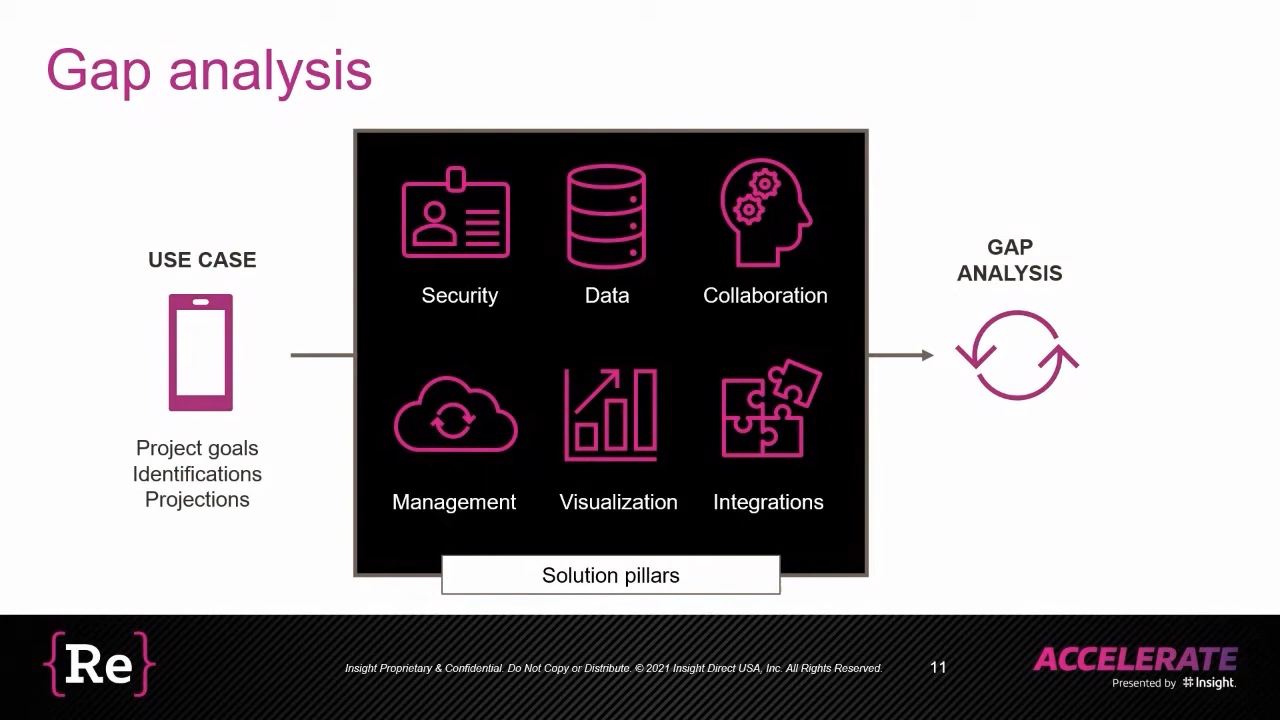 Gap analysis
USE CASE
Project goals
Identifications
Projections
Security
Data
Collaboration
Management
Visualization
Integrations
Solution pillars
GAP
ANALYSIS
{Re}
Insight Proprietary & Confidential. Do Not Copy or Distribute. © 2021 Insight Direct USA, Inc. All Rights Reserved.
11
ACCELERATE
Presented by Insight.